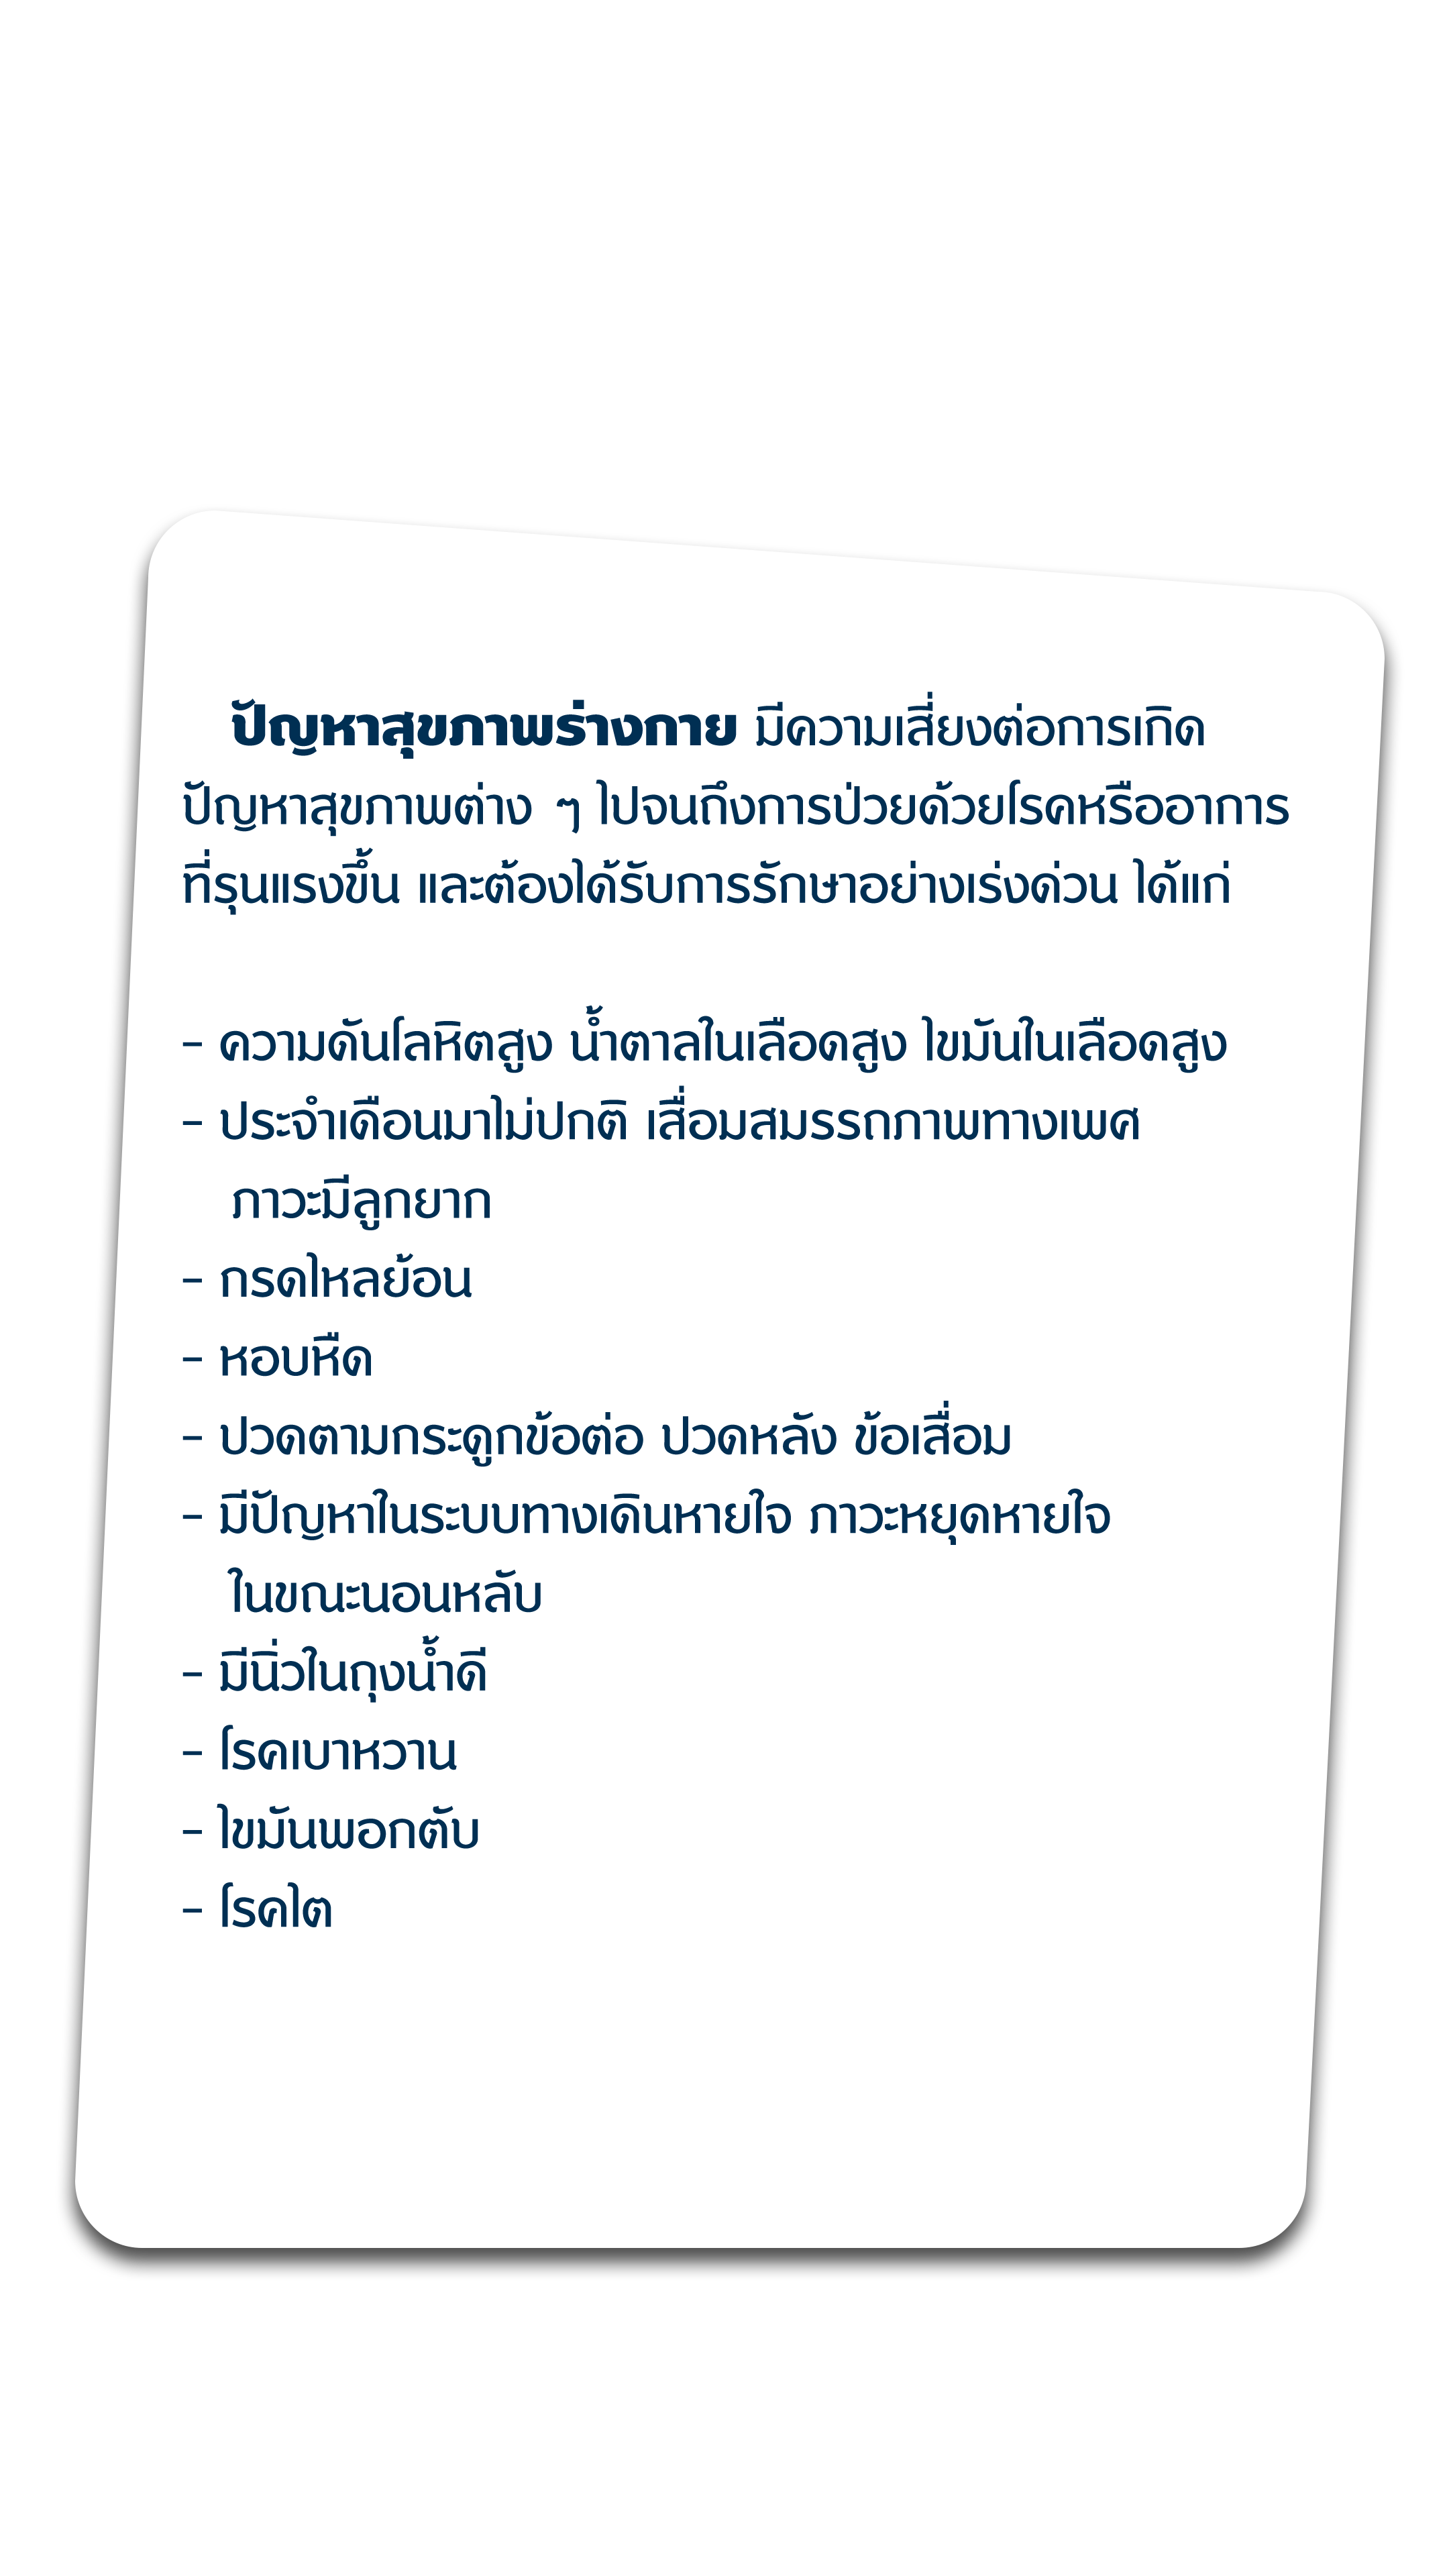 ปัญหาสุขภาพร่างกาย มีความเสี่ยงต่อการเกิด
ปัญหาสุขภาพต่าง ๆ ไปจนถึงการป่วยด้วยโรคหรืออาการ
ที่รุนแรงขึ้น และต้องได้รับการรักษาอย่างเร่งด่วน ได้แก่
- ความดันโลหิตสูง น้ำตาลในเลือดสูง ไขมันในเลือดสูง
- ประจำเดือนมาไม่ปกติ เสื่อมสมรรถภาพทางเพศ
ภาวะมีลูกยาก
- กรดไหลย้อน
- หอบหืด
- ปวดตามกระดูกข้อต่อ ปวดหลัง ข้อเสื่อม
- มีปัญหาในระบบทางเดินหายใจ ภาวะหยุดหายใจ
ในขณะนอนหลับ
- มีนิ่วในถุงน้ำดี
- โรคเบาหวาน
- ไขมันพอกตับ
- โรคไต